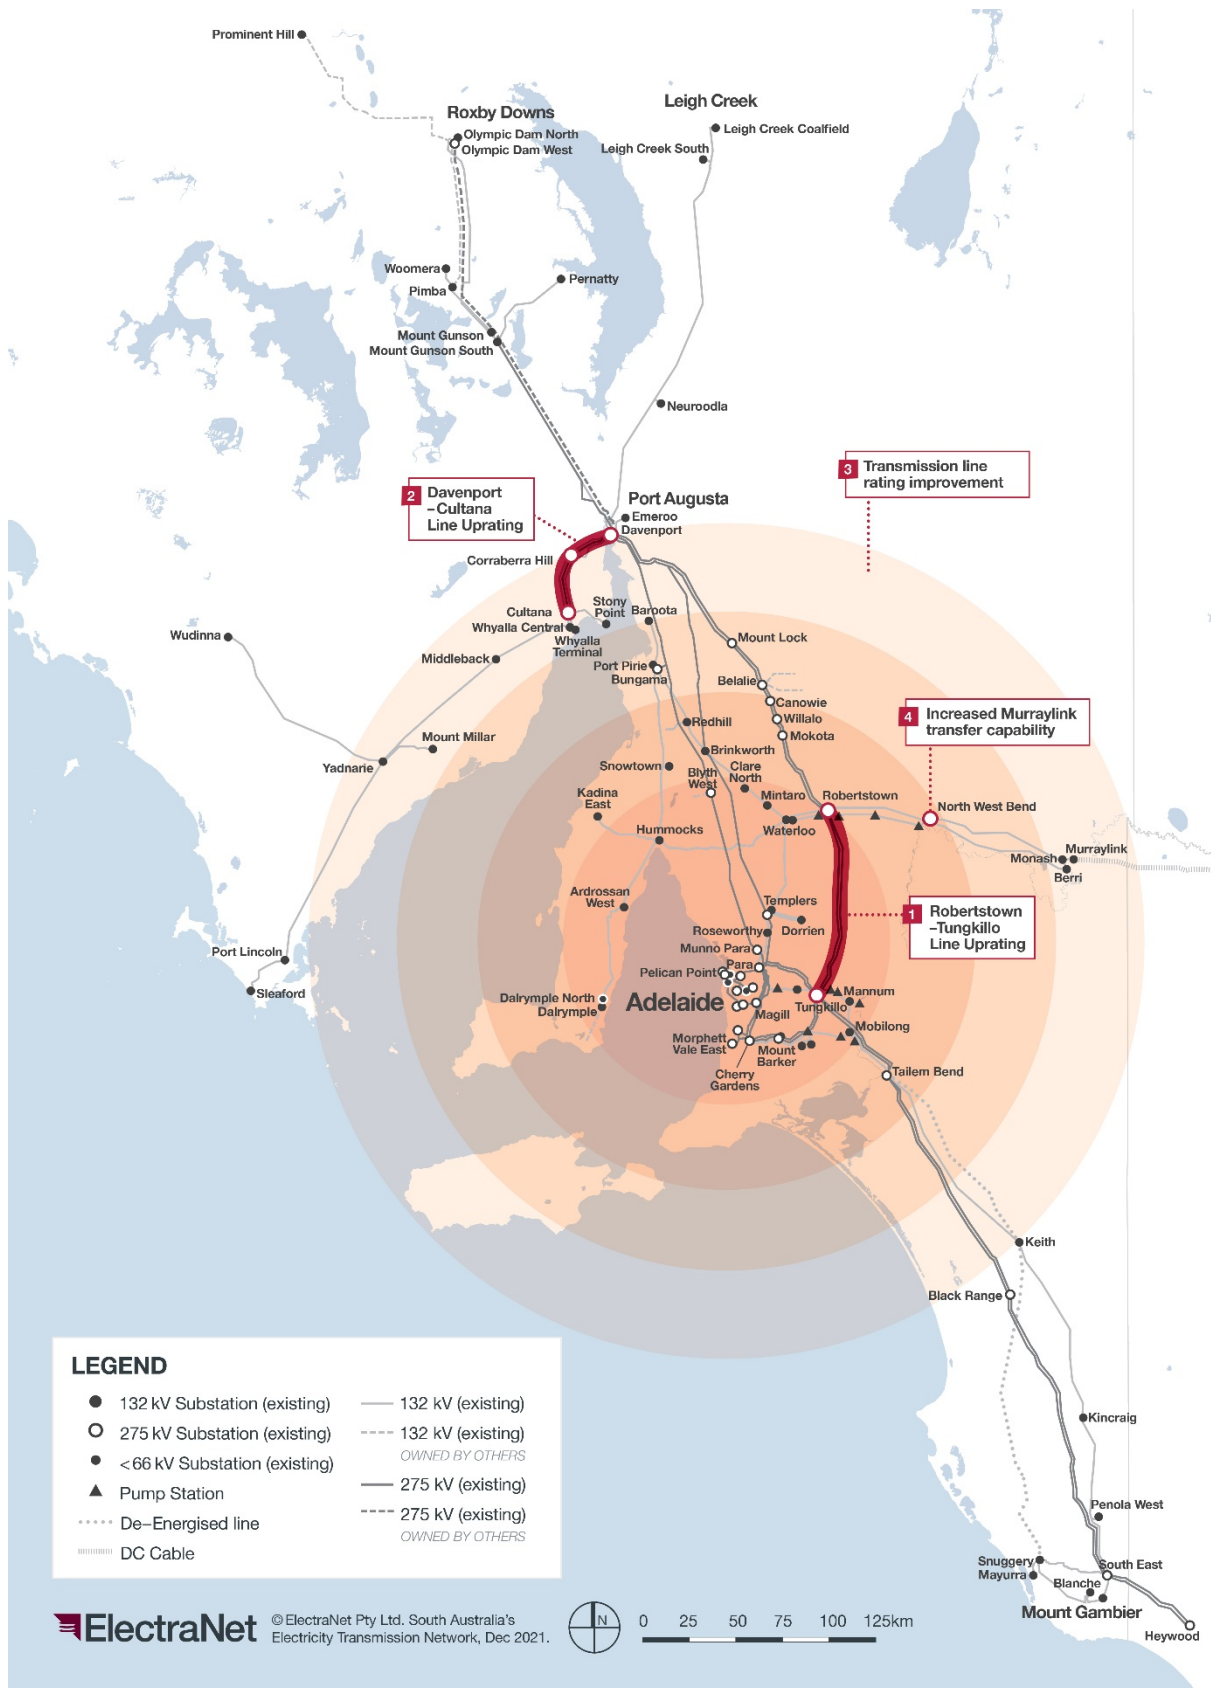 Prominent Hill
Roxby Downs
Olympic Dam North
Olympic Dam West
Leigh Creek
Leigh Creek Coalfield
Leigh Creek South
Woomera
Pimba
Pernatty
Mount Gunson
Mount Gunson South
Neuroodla
3 Transmission line
rating improvement
2 Davenport
–Cultana
Line Uprating
Port Augusta
Emeroo
Davenport
Corraberra Hill
Cultana
Stony
Point
Baroota
Whyalla Central
Whyalla
Terminal
Wudinna
Middleback
Mount Lock
Port Pirie
Bungama
Belalie
Canowie
Willalo
Mokota
4 Increased Murraylink
transfer capability
Redhill
Mount Millar
Yadnarie
Brinkworth
Snowtown
Blyth
West
Clare
North
Kadina
East
Mintaro
Robertstown
North West Bend
Hummocks
Waterloo
Murraylink
Monash
Berri
Ardrossan
West
Templers
1 Robertstown
–Tungkillo
Line Uprating
Roseworthy
Dorrien
Port Lincoln
Munno Para
Para
Pelican Point
Sleaford
Dalrymple North
Dalrymple
Adelaide
Mannum
Tungkillo
Magill
Mobilong
Morphett
Vale East
Mount
Barker
Cherry
Gardens
Tailem Bend
Keith
Black Range
Kincraig
Penola West
Snuggery
Mayurra
South East
Blanche
Mount Gambier
Heywood
LEGEND
132 kV Substation (existing)
275 kV Substation (existing)
<66 kV Substation (existing)
Pump Station
De–Energised line
DC Cable
132 kV (existing)
132 kV (existing)
OWNED BY OTHERS
275 kV (existing)
275 kV (existing)
OWNED BY OTHERS
ElectraNet
© ElectraNet Pty Ltd. South Australia's
Electricity Transmission Network, Dec 2021.
N
0 25 50 75 100 125km